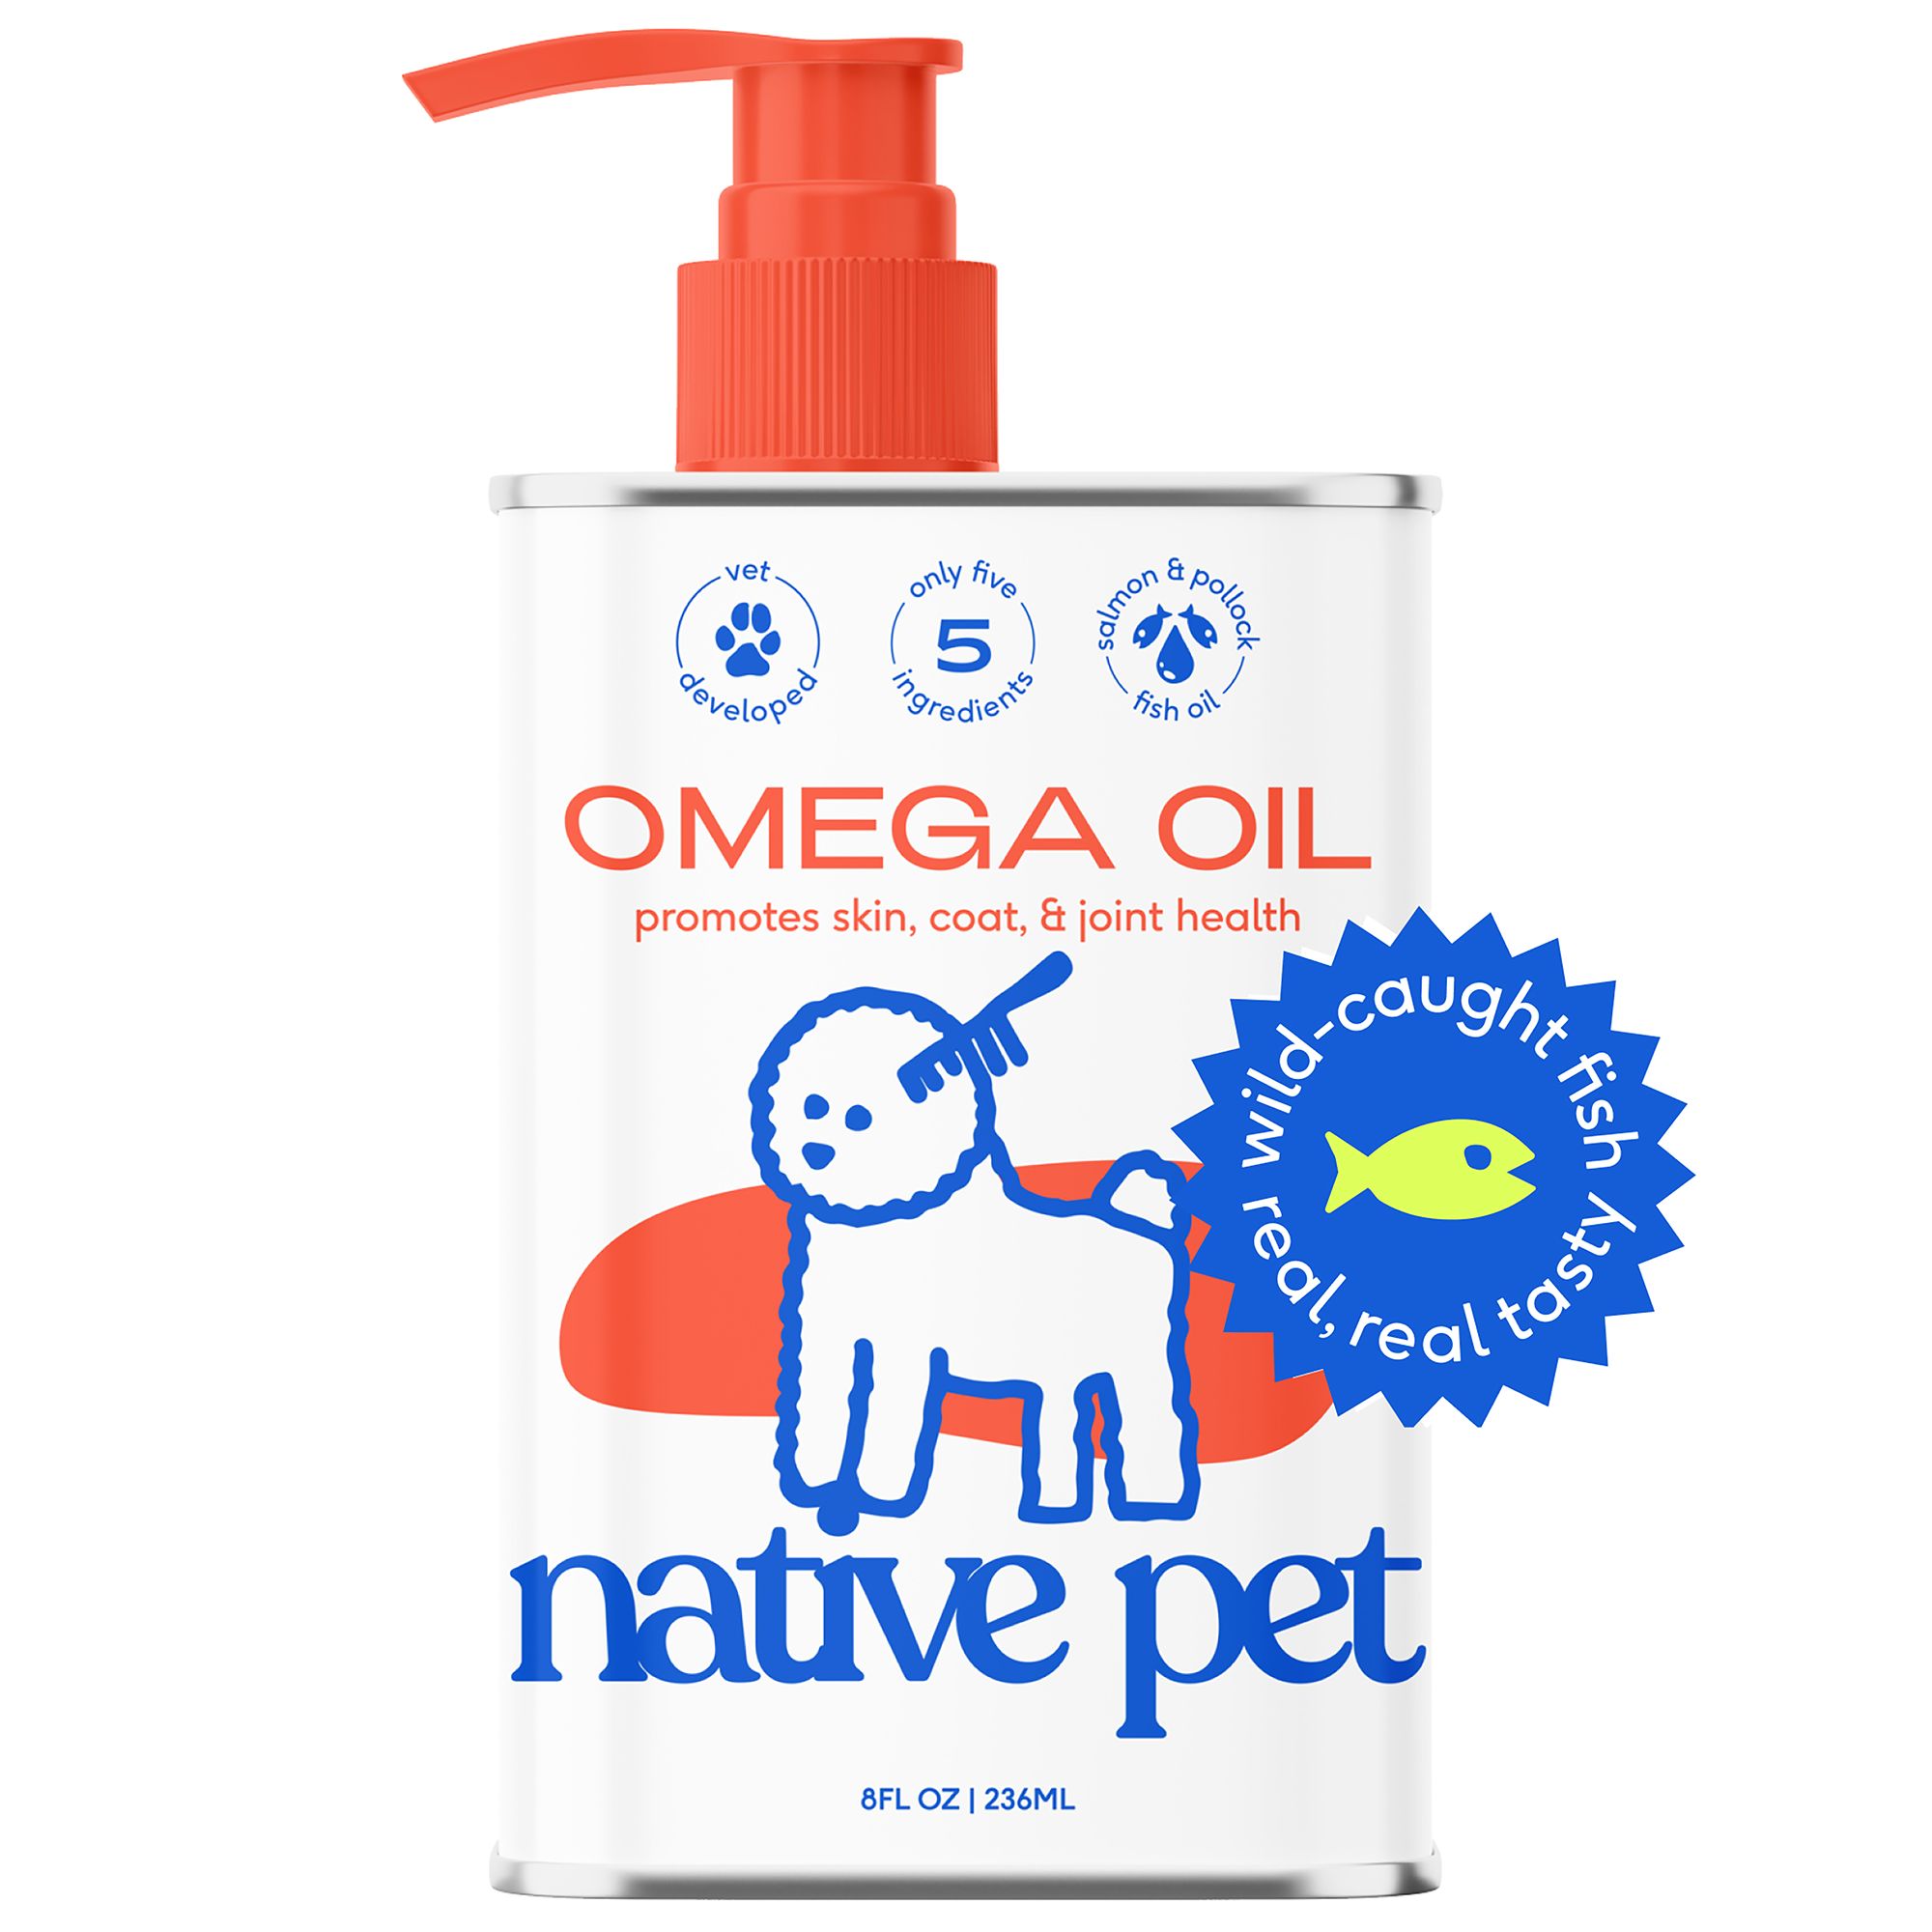 vet
developed
only five
5
ingredients
salmon & pollock
fish oil
OMEGA OIL
promotes skin, coat, & joint health
wild-caught fish
real, real tasty
native pet
8FL OZ | 236ML